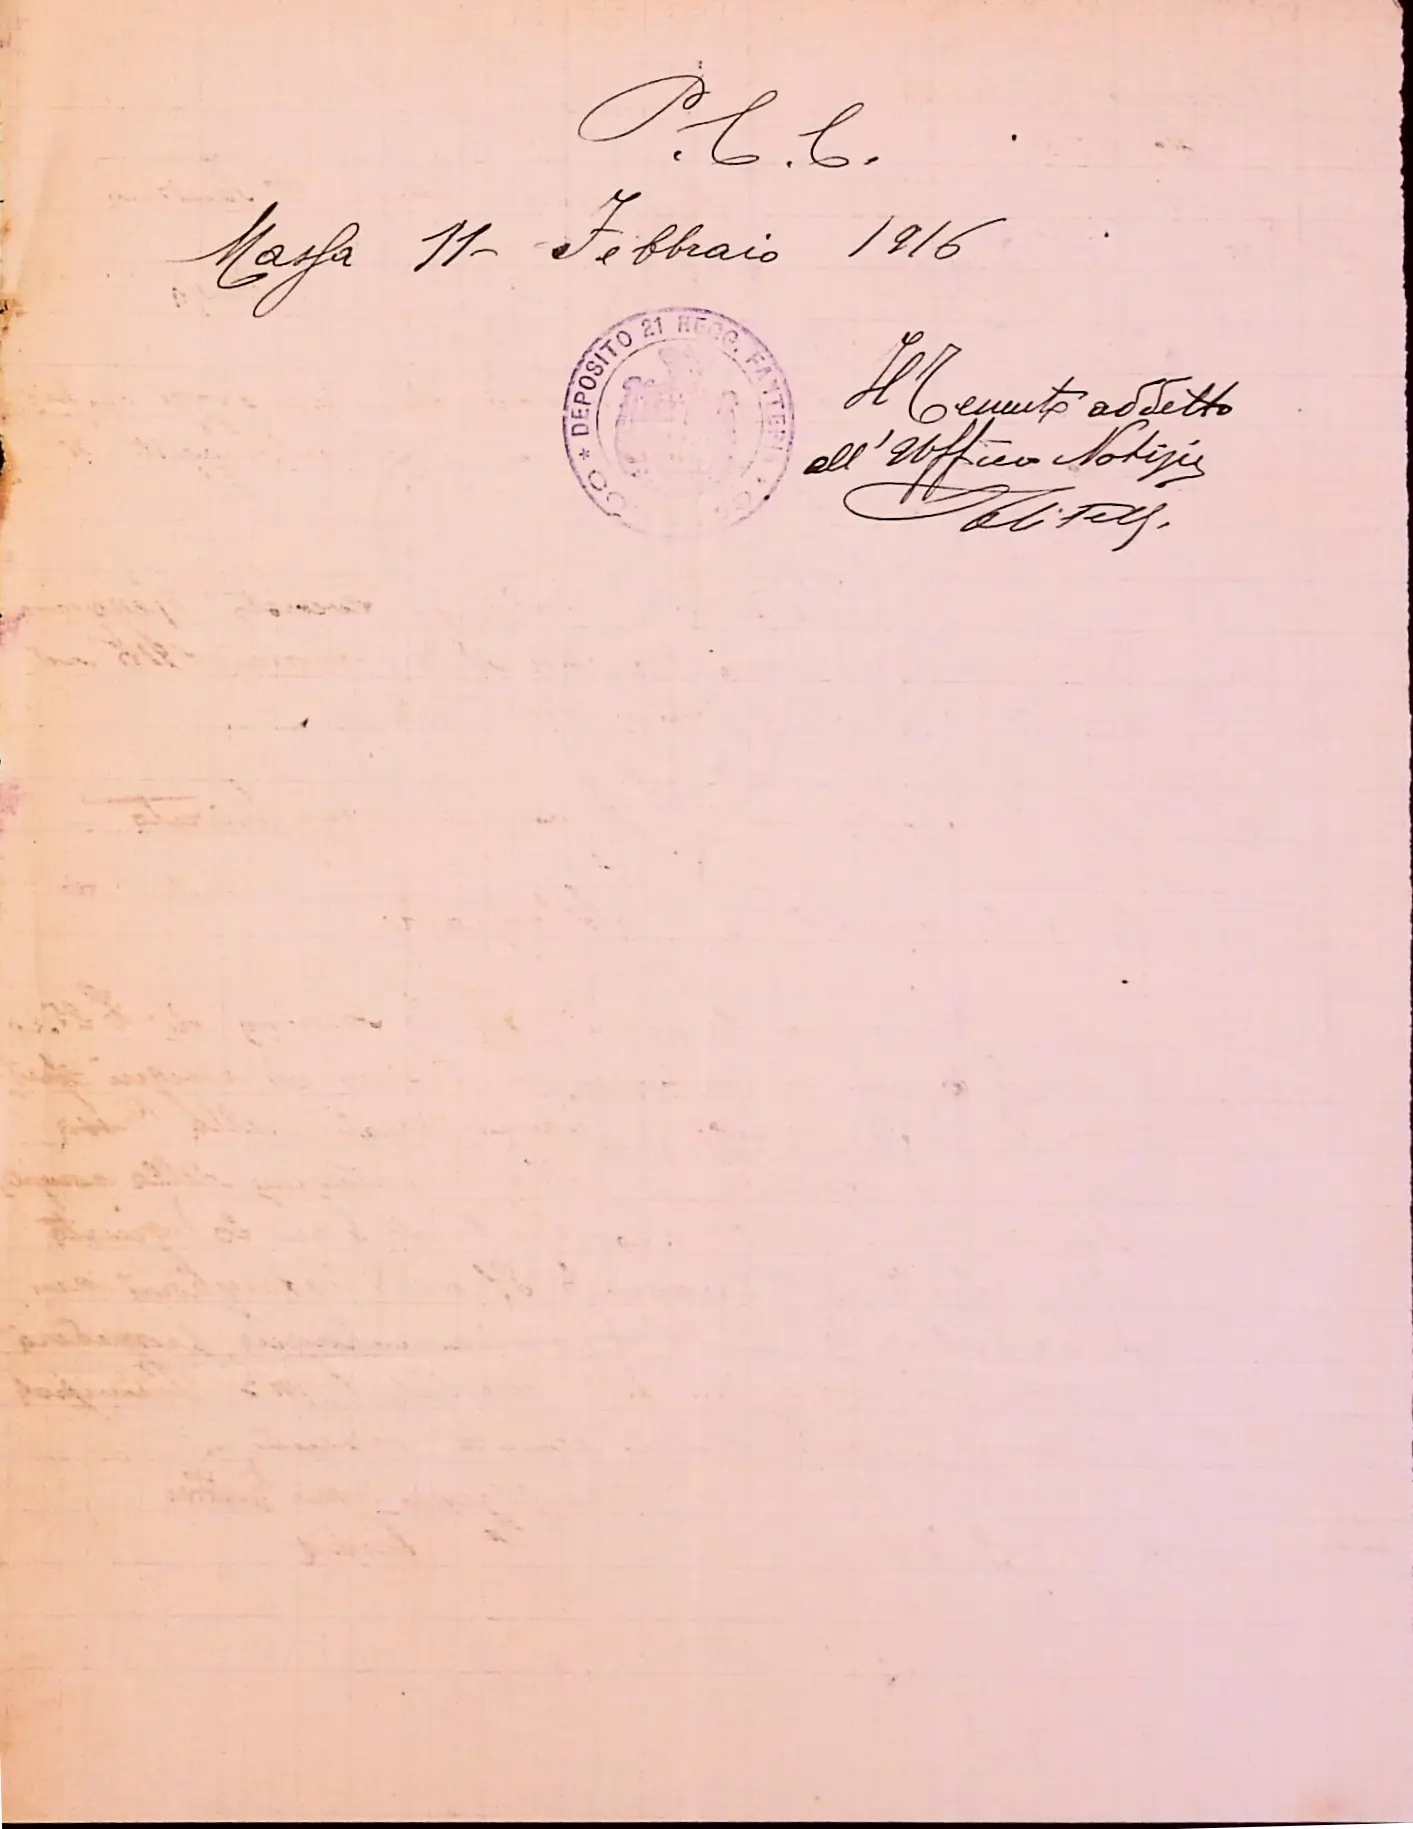 P. C. C.
Massa 11 - Febbraio 1916
* DEPOSITO 21 REGG. FANTERIA
Il Tenente addetto
all' Ufficio Notizie